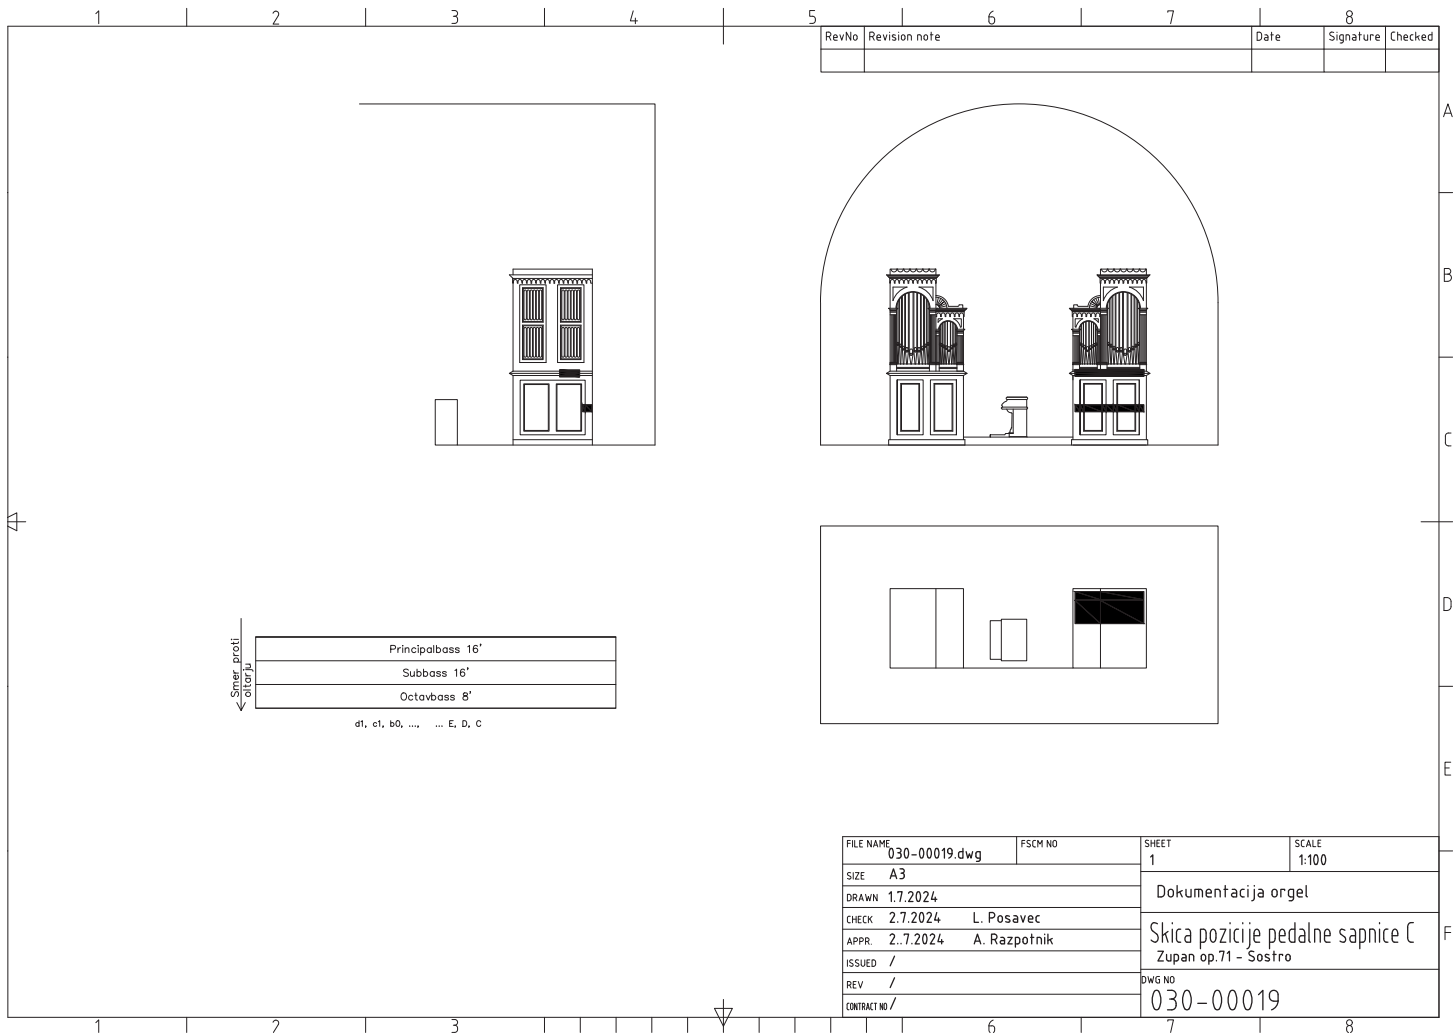 1 2 3 4 5 6 7 8
RevNo Revision note Date Signature Checked
A
B
C
D
E
F
Smer proti
oltarju
Principalbass 16'
Subbass 16'
Octavbass 8'
d1, c1, b0, ..., ... E, D, C
FILE NAME 030-00019.dwg FSCM NO SHEET 1 SCALE 1:100
SIZE A3
DRAWN 1.7.2024
CHECK 2.7.2024 L. Posavec
APPR. 2..7.2024 A. Razpotnik
ISSUED /
REV /
CONTRACT NO /
Dokumentacija orgel
Skica pozicije pedalne sapnice C
Zupan op.71 - Sostro
DWG NO
030-00019
1 2 3 6 7 8